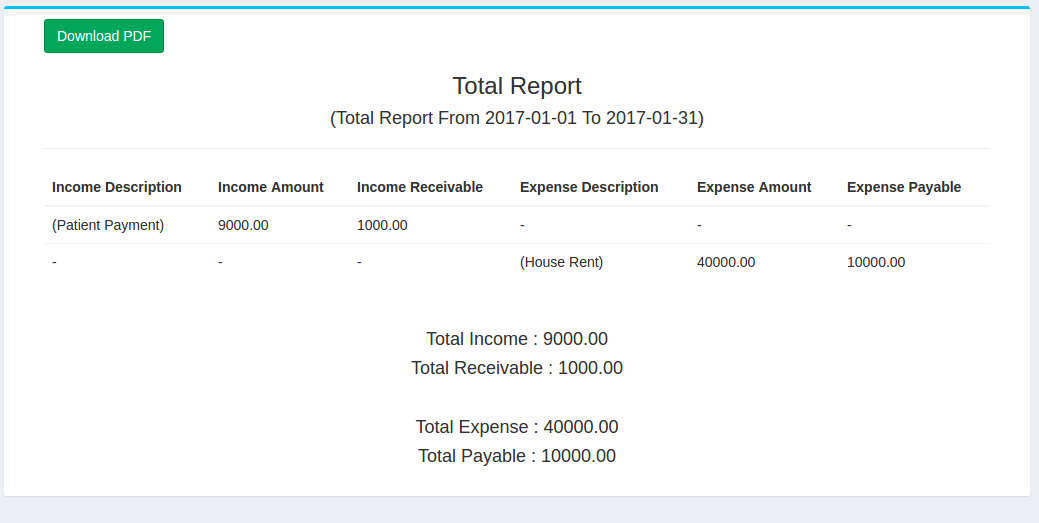 Download PDF
Total Report
(Total Report From 2017-01-01 To 2017-01-31)
Income Description Income Amount Income Receivable Expense Description Expense Amount Expense Payable
(Patient Payment) 9000.00 1000.00 - - -
- - - (House Rent) 40000.00 10000.00
Total Income : 9000.00
Total Receivable : 1000.00
Total Expense : 40000.00
Total Payable : 10000.00